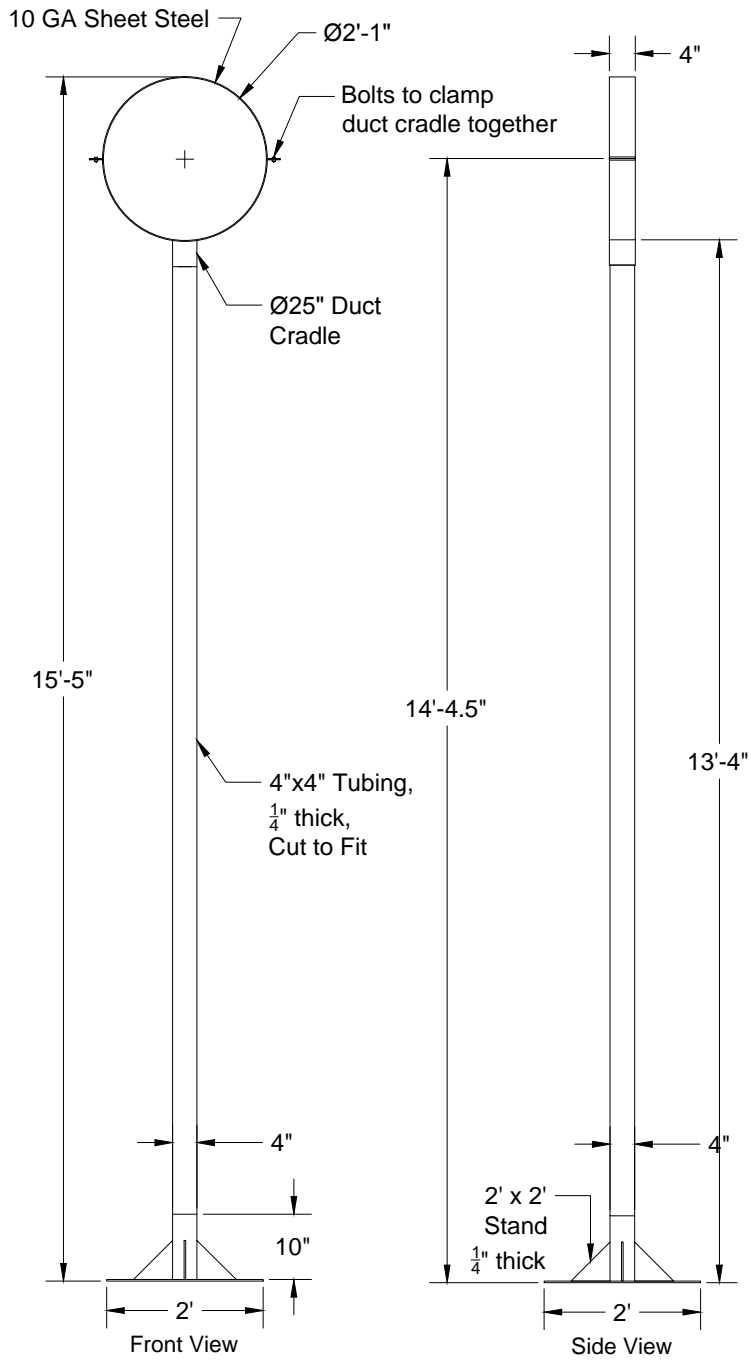 10 GA Sheet Steel
Ø2'-1"
4"
Bolts to clamp
duct cradle together
Ø25" Duct
Cradle
15'-5"
14'-4.5"
13'-4"
4"x4" Tubing,
1/4" thick,
Cut to Fit
4"
4"
2' x 2'
Stand
1/4" thick
10"
2'
2'
Front View
Side View